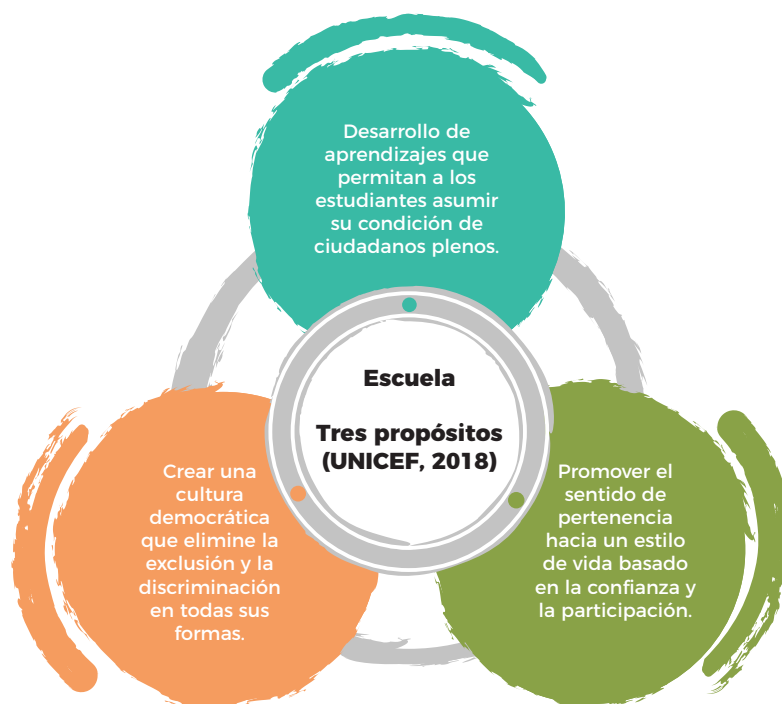 Desarrollo de
aprendizajes que
permitan a los
estudiantes asumir
su condición de
ciudadanos plenos.
Escuela
Tres propósitos
(UNICEF, 2018)
Crear una
cultura
democrática
que elimine la
exclusión y la
discriminación
en todas sus
formas.
Promover el
sentido de
pertenencia
hacia un estilo
de vida basado
en la confianza y
la participación.